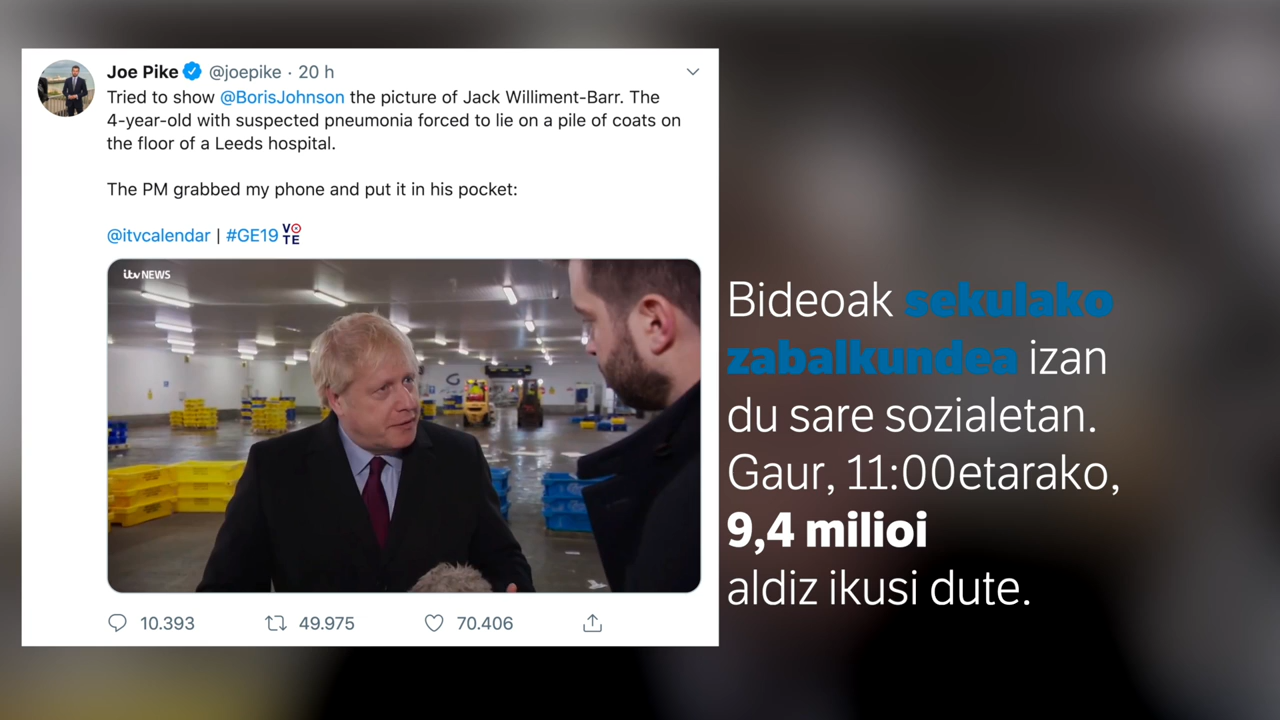 Joe Pike @joepike · 20 h
Tried to show @BorisJohnson the picture of Jack Williment-Barr. The
4-year-old with suspected pneumonia forced to lie on a pile of coats on
the floor of a Leeds hospital.
The PM grabbed my phone and put it in his pocket:
@itvcalendar | #GE19 VOTE
itv NEWS
10.393 49.975 70.406
Bideoak sekulako
zabalkundea izan
du sare sozialetan.
Gaur, 11:00etarako,
9,4 milioi
aldiz ikusi dute.